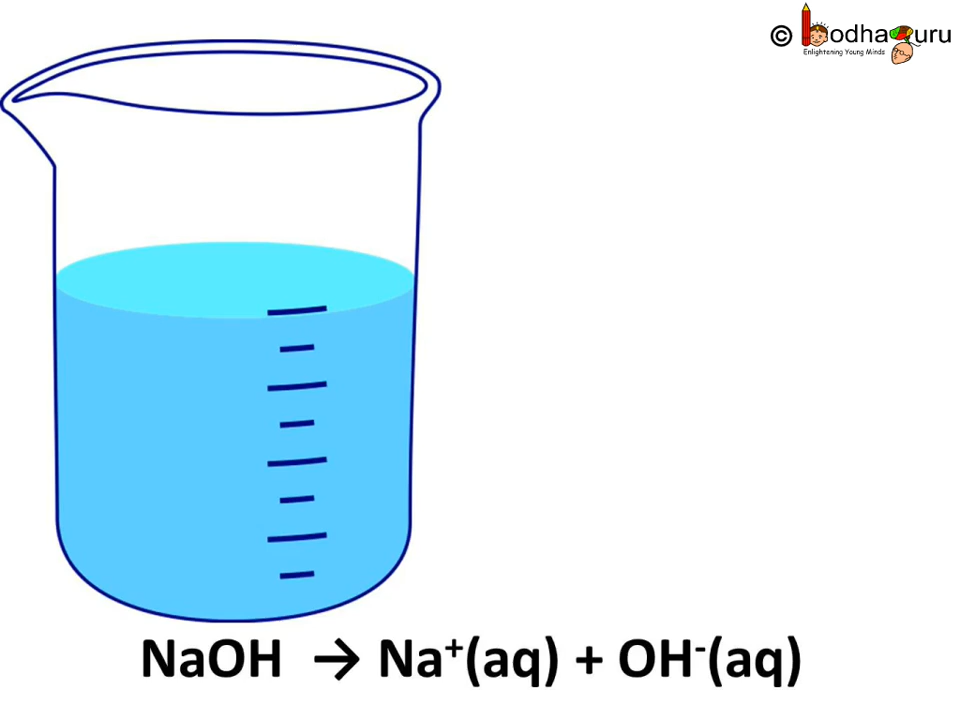 © bodhaguru
Enlightening Young Minds
NaOH → Na⁺(aq) + OH⁻(aq)